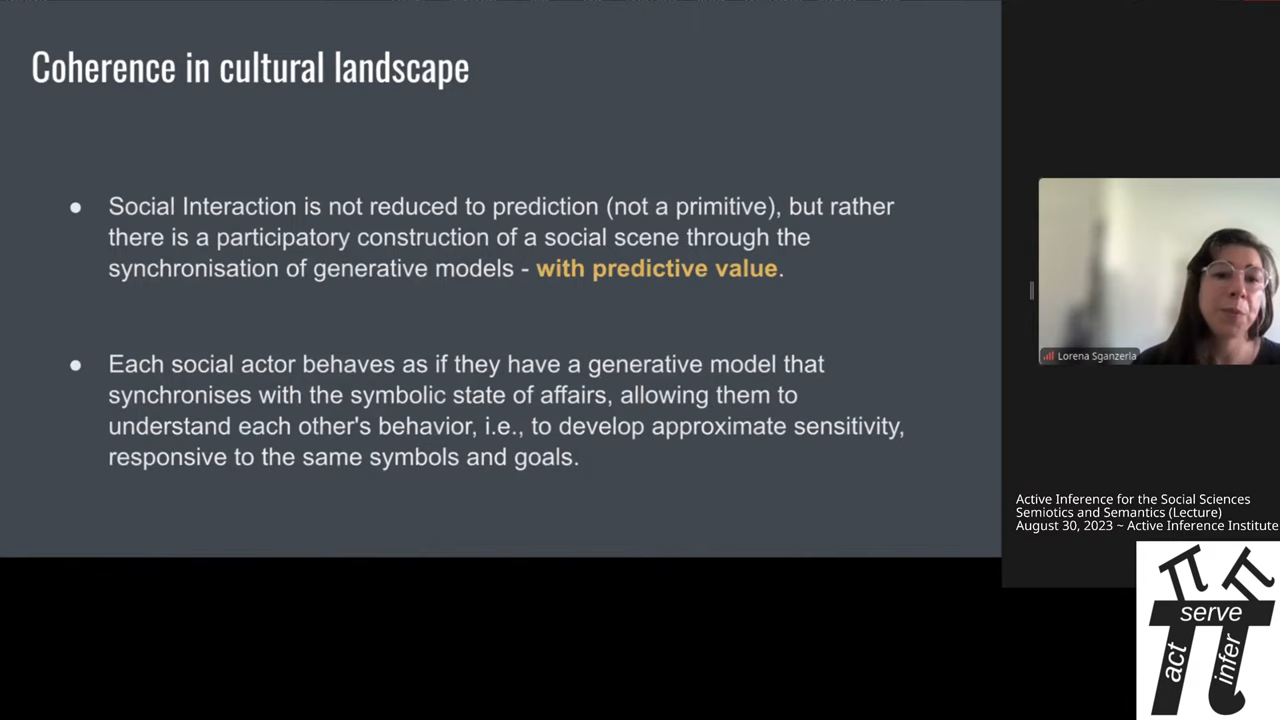 Coherence in cultural landscape
● Social Interaction is not reduced to prediction (not a primitive), but rather
there is a participatory construction of a social scene through the
synchronisation of generative models - with predictive value.
● Each social actor behaves as if they have a generative model that
synchronises with the symbolic state of affairs, allowing them to
understand each other's behavior, i.e., to develop approximate sensitivity,
responsive to the same symbols and goals.
Lorena Sganzerla
Active Inference for the Social Sciences
Semiotics and Semantics (Lecture)
August 30, 2023 ~ Active Inference Institute
serve
act
infer